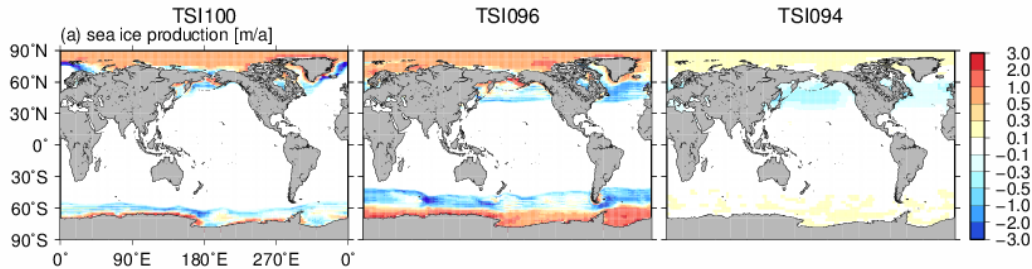 TSI100 TSI096 TSI094
(a) sea ice production [m/a]
90°N
60°N
30°N
0°
30°S
60°S
90°S
0° 90°E 180°E 270°E 0°
3.0
2.0
1.0
0.5
0.3
0.1
−0.1
−0.3
−0.5
−1.0
−2.0
−3.0